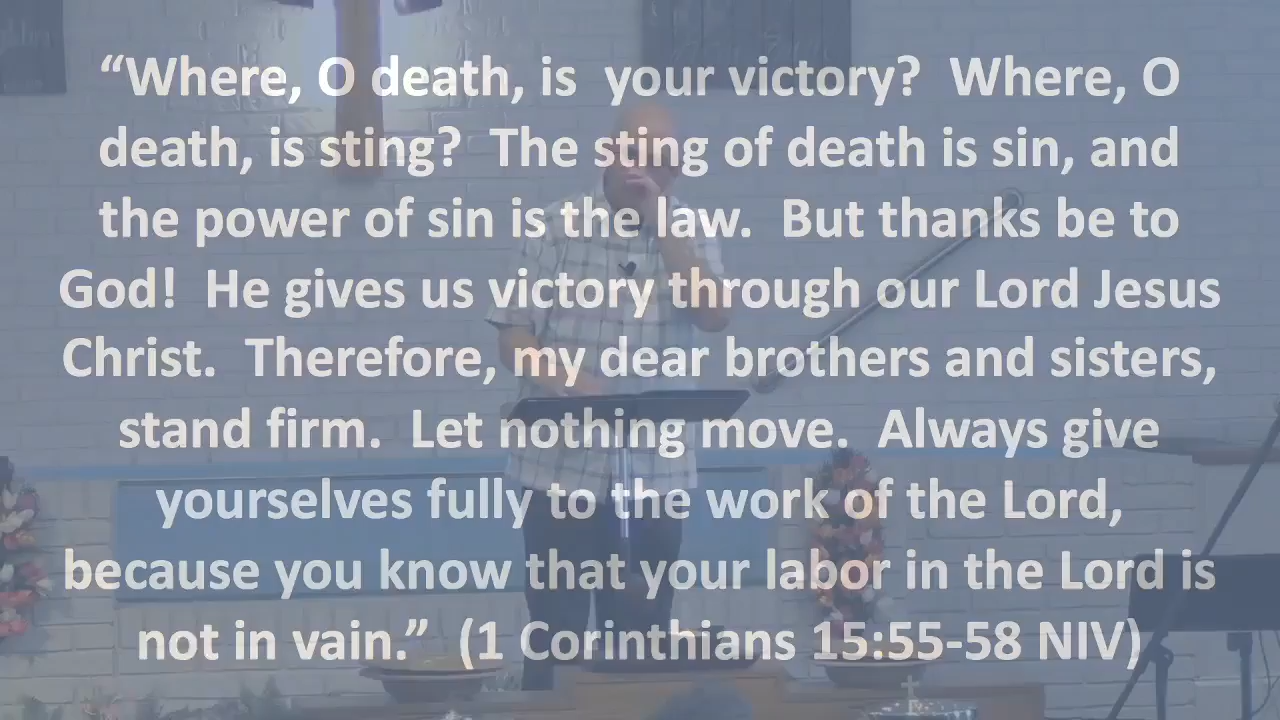 “Where, O death, is your victory? Where, O
death, is sting? The sting of death is sin, and
the power of sin is the law. But thanks be to
God! He gives us victory through our Lord Jesus
Christ. Therefore, my dear brothers and sisters,
stand firm. Let nothing move. Always give
yourselves fully to the work of the Lord,
because you know that your labor in the Lord is
not in vain.” (1 Corinthians 15:55-58 NIV)